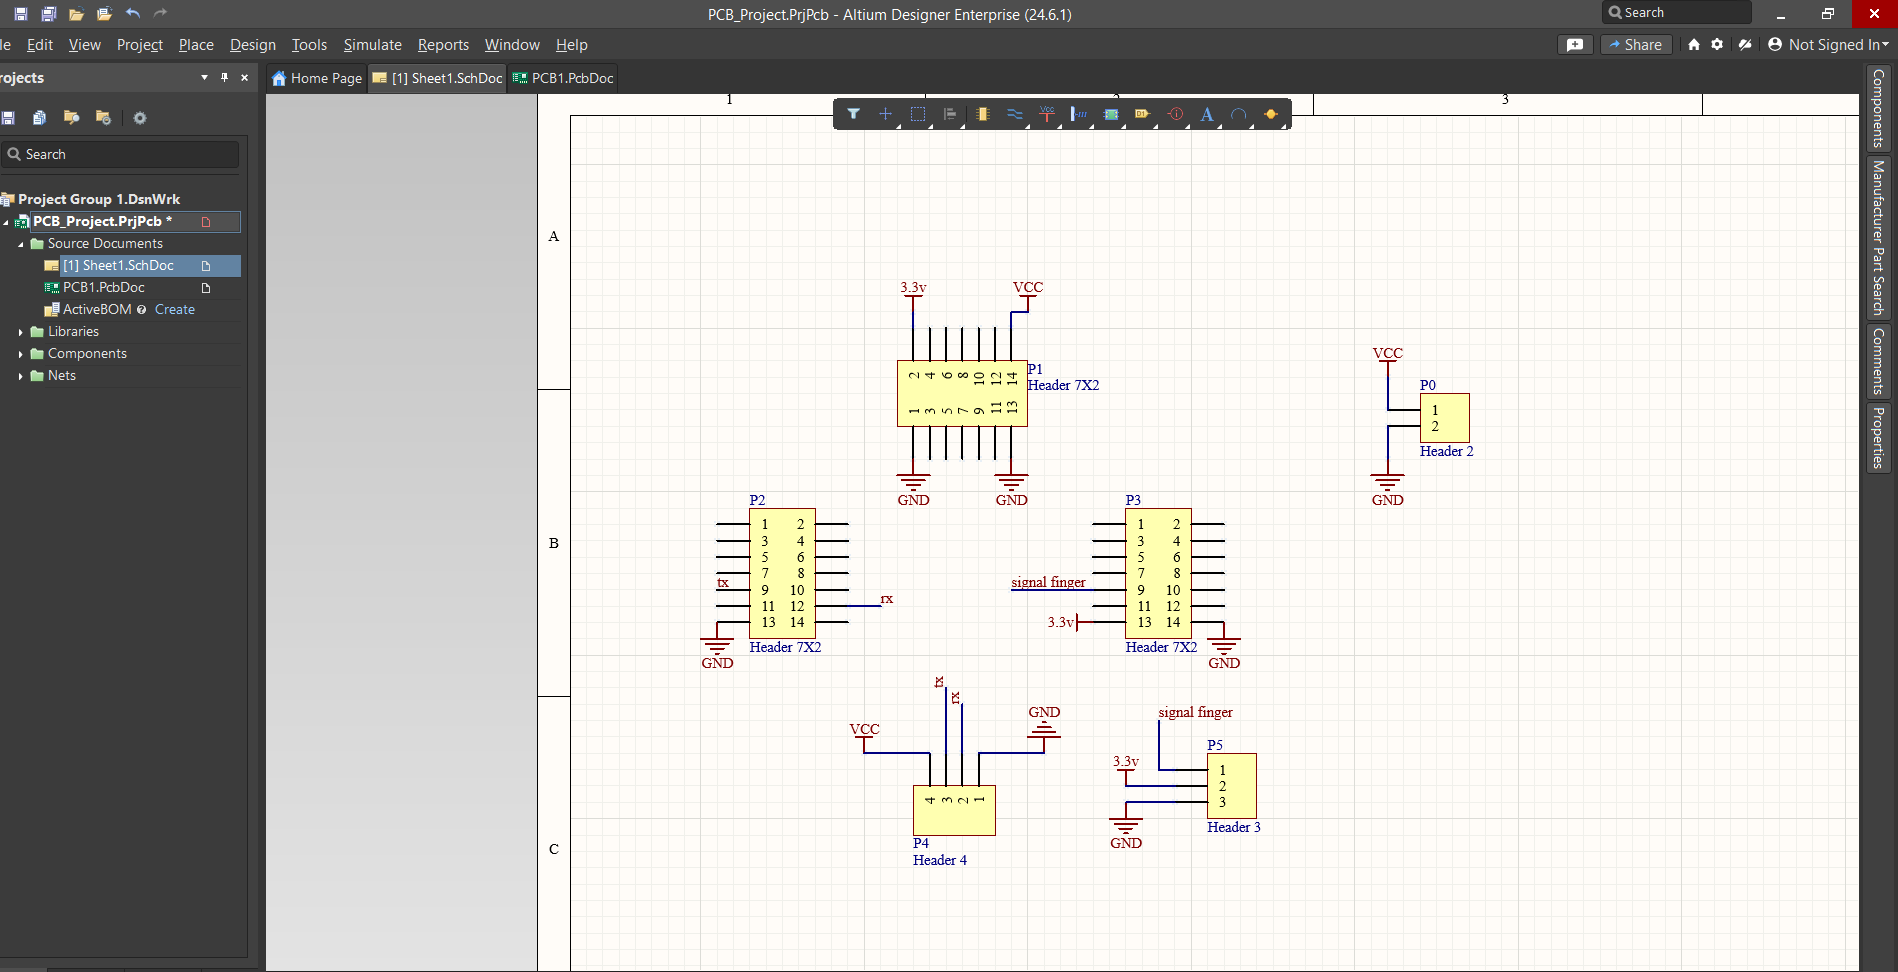 PCB_Project.PrjPcb - Altium Designer Enterprise (24.6.1)
Search
le Edit View Project Place Design Tools Simulate Reports Window Help
Share
Not Signed In
rojects
Home Page
[1] Sheet1.SchDoc
PCB1.PcbDoc
Search
Project Group 1.DsnWrk
PCB_Project.PrjPcb *
Source Documents
[1] Sheet1.SchDoc
PCB1.PcbDoc
ActiveBOM Create
Libraries
Components
Nets
1
2
3
A
B
C
3.3v
VCC
2 4 6 8 10 12 14
1 3 5 7 9 11 13
P1
Header 7X2
GND
GND
VCC
P0
1
2
Header 2
GND
P2
1 2
3 4
5 6
7 8
tx
9 10
11 12
rx
13 14
Header 7X2
GND
P3
1 2
3 4
5 6
7 8
signal finger
9 10
11 12
3.3v
13 14
Header 7X2
GND
tx
rx
VCC
GND
4 3 2 1
P4
Header 4
signal finger
P5
3.3v
1
2
3
Header 3
GND
Components
Manufacturer Part Search
Comments
Properties